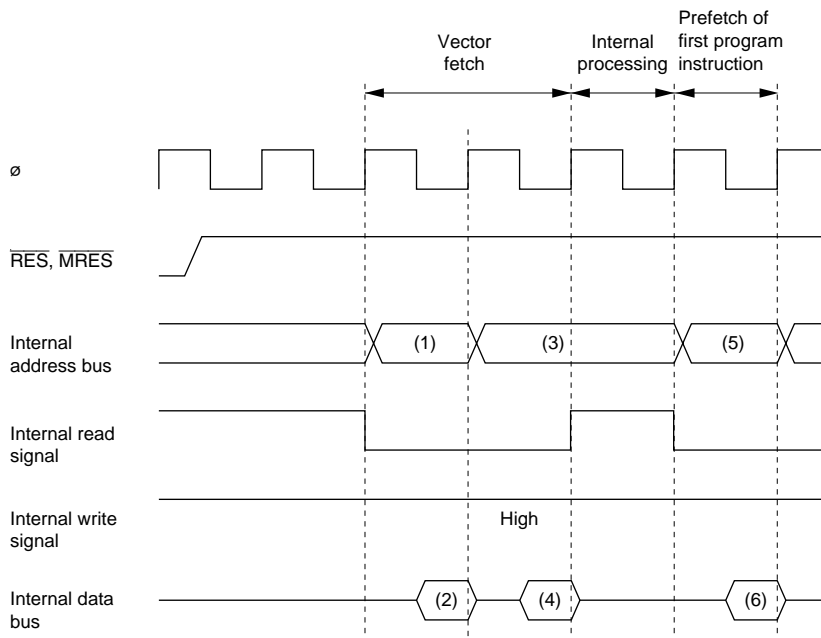 Vector
fetch
Internal
processing
Prefetch of
first program
instruction
ø
RES, MRES
Internal
address bus
(1)
(3)
(5)
Internal read
signal
Internal write
signal
High
Internal data
bus
(2)
(4)
(6)